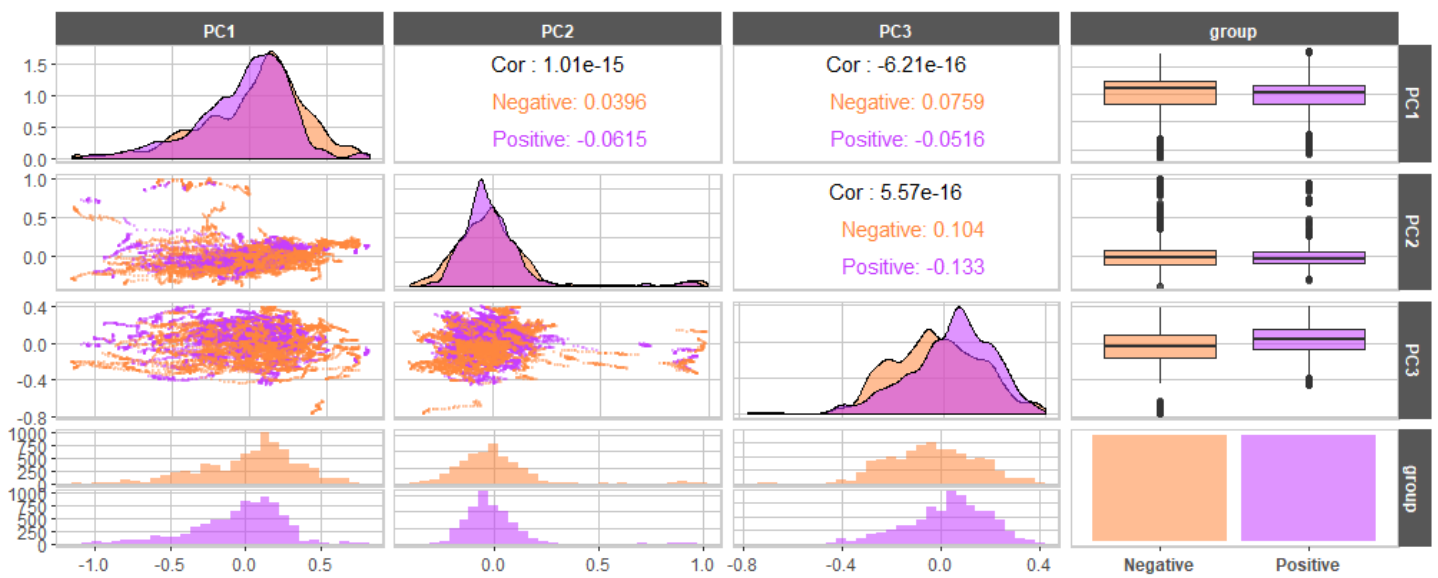 PC1 PC2 PC3 group
1.5
1.0
0.5
0.0
Cor : 1.01e-15
Negative: 0.0396
Positive: -0.0615
Cor : -6.21e-16
Negative: 0.0759
Positive: -0.0516
PC1
1.0
0.5
0.0
Cor : 5.57e-16
Negative: 0.104
Positive: -0.133
PC2
0.4
0.0
-0.4
-0.8
PC3
1000
750
500
250
0
1000
750
500
250
0
group
-1.0 -0.5 0.0 0.5 0.0 0.5 1.0 -0.8 -0.4 0.0 0.4 Negative Positive